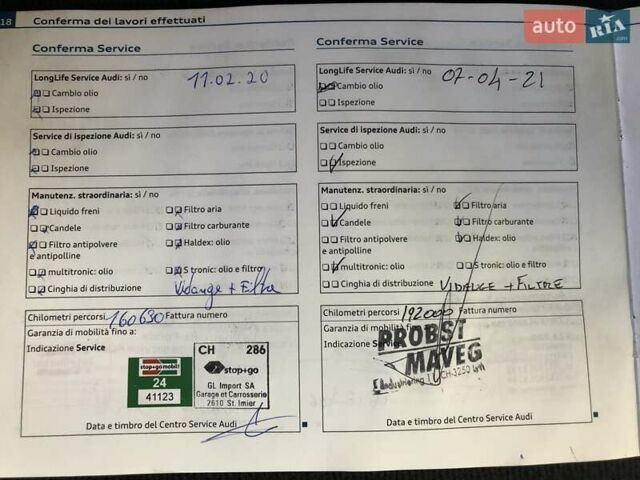 18 Conferma dei lavori effettuati
auto RIA.com
Conferma Service
LongLife Service Audi: sì / no 11.02.20
Cambio olio
Ispezione
Service di ispezione Audi: sì / no
Cambio olio
Ispezione
Manutenz. straordinaria: sì / no
Liquido freni Filtro aria
Candele Filtro carburante
Filtro antipolvere Haldex: olio
e antipolline
multitronic: olio S tronic: olio e filtro
Cinghia di distribuzione Vidange + Filtre
Chilometri percorsi 160690 Fattura numero
Garanzia di mobilità fino a:
Indicazione Service
stop+go mobil
24
41123
CH 286
stop+go
GL Import SA
Garage et Carrosserie
2610 St. Imier
Data e timbro del Centro Service Audi
Conferma Service
LongLife Service Audi: sì / no 07-04-21
Cambio olio
Ispezione
Service di ispezione Audi: sì / no
Cambio olio
Ispezione
Manutenz. straordinaria: sì / no
Liquido freni Filtro aria
Candele Filtro carburante
Filtro antipolvere Haldex: olio
e antipolline
multitronic: olio S tronic: olio e filtro
Cinghia di distribuzione VIDANGE + FILTRE
Chilometri percorsi 192000 Fattura numero
Garanzia di mobilità fino a:
Indicazione Service
PROBST
MAVEG
Industriering CH-3250 Lyss
Data e timbro del Centro Service Audi